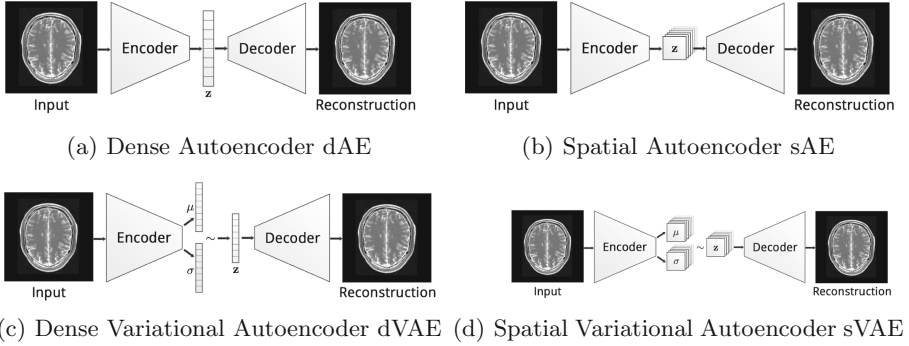 Encoder
Decoder
z
Input
Reconstruction
(a) Dense Autoencoder dAE
Encoder
z
Decoder
Input
Reconstruction
(b) Spatial Autoencoder sAE
μ
Encoder
~
Decoder
σ
z
Input
Reconstruction
(c) Dense Variational Autoencoder dVAE
μ
Encoder
~
z
Decoder
σ
Input
Reconstruction
(d) Spatial Variational Autoencoder sVAE